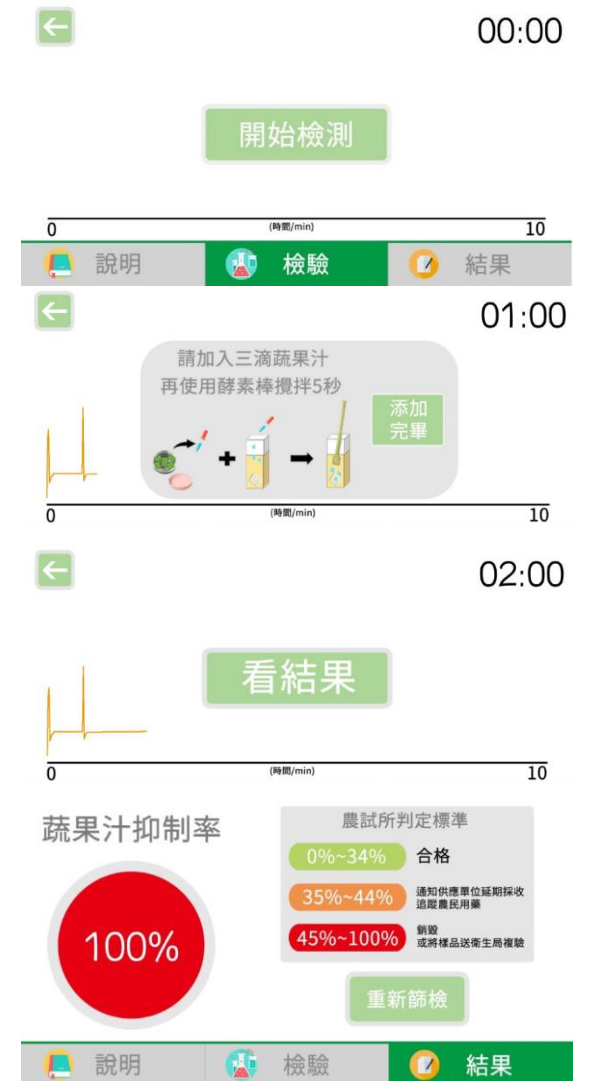 00:00
開始檢測
0 (時間/min) 10
說明 檢驗 結果
01:00
請加入三滴蔬果汁
再使用酵素棒攪拌5秒
添加
完畢
0 (時間/min) 10
02:00
看結果
0 (時間/min) 10
蔬果汁抑制率
100%
農試所判定標準
0%~34% 合格
35%~44% 通知供應單位延期採收
追蹤農民用藥
45%~100% 銷毀
或將樣品送衛生局複驗
重新篩檢
說明 檢驗 結果